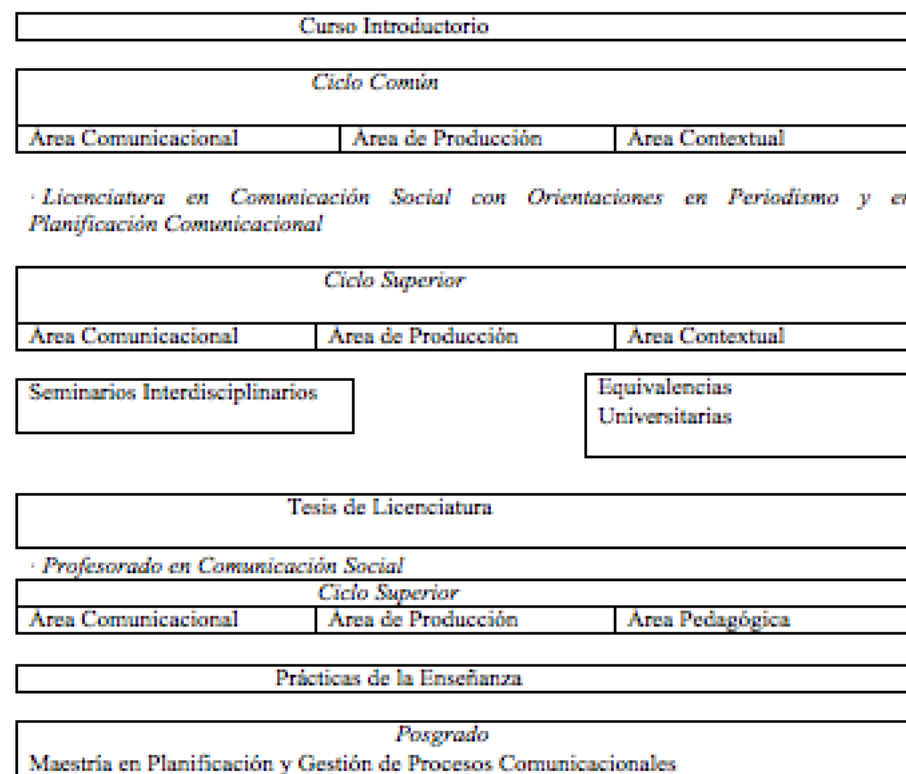 Curso Introductorio
Ciclo Común
Área Comunicacional Área de Producción Área Contextual
· Licenciatura en Comunicación Social con Orientaciones en Periodismo y en
Planificación Comunicacional
Ciclo Superior
Área Comunicacional Área de Producción Área Contextual
Seminarios Interdisciplinarios
Equivalencias
Universitarias
Tesis de Licenciatura
· Profesorado en Comunicación Social
Ciclo Superior
Área Comunicacional Área de Producción Área Pedagógica
Prácticas de la Enseñanza
Posgrado
Maestría en Planificación y Gestión de Procesos Comunicacionales